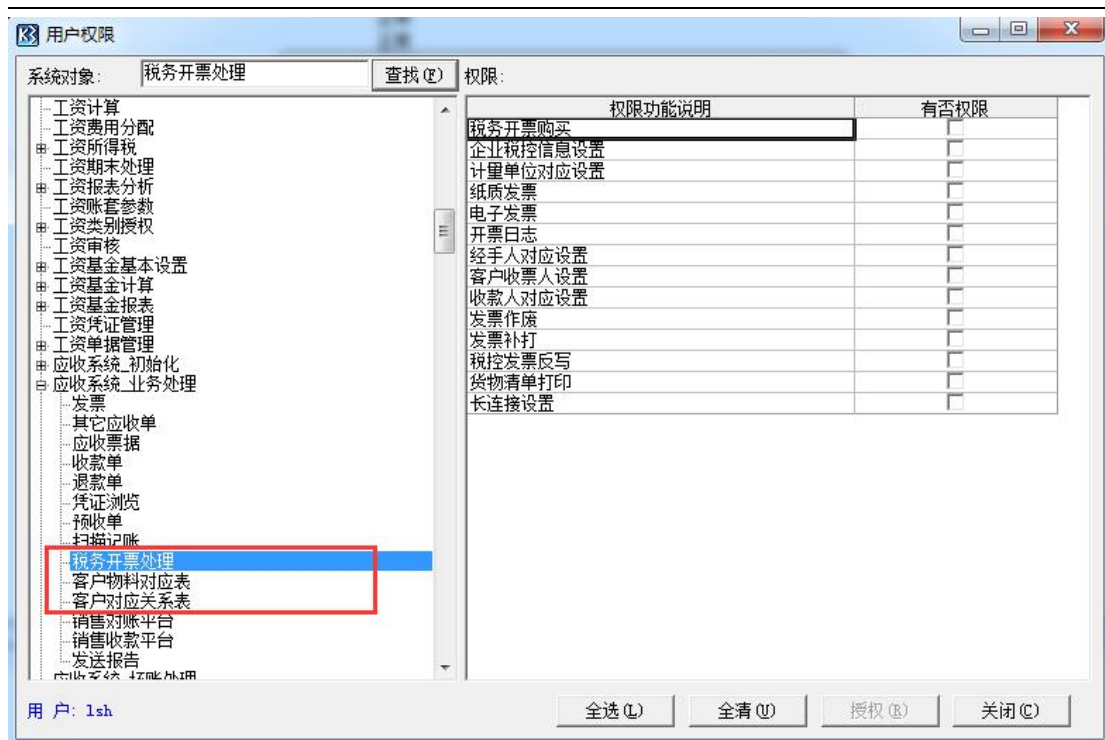 用户权限
系统对象: 税务开票处理 查找(F) 权限:
工资计算
工资费用分配
工资所得税
工资期末处理
工资报表分析
工资账套参数
工资类别授权
工资审核
工资基金基本设置
工资基金计算
工资基金报表
工资凭证管理
工资单据管理
应收系统_初始化
应收系统_业务处理
发票
其它应收单
应收票据
收款单
退款单
凭证浏览
预收单
扫描记账
税务开票处理
客户物料对应表
客户对应关系表
销售对账平台
销售收款平台
发送报告
应收系统_坏账处理
权限功能说明 有否权限
税务开票购买
企业税控信息设置
计量单位对应设置
纸质发票
电子发票
开票日志
经手人对应设置
客户收票人设置
收款人对应设置
发票作废
发票补打
税控发票反写
货物清单打印
长连接设置
用 户: lsh 全选(L) 全清(U) 授权(R) 关闭(C)